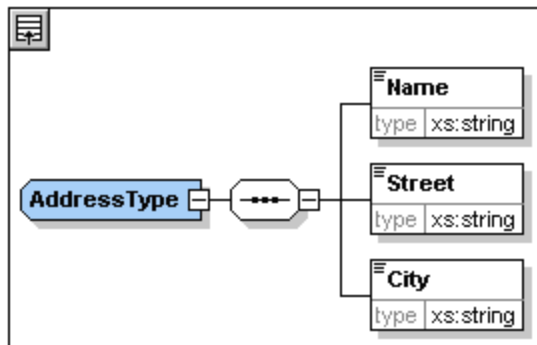 Name
type xs:string
AddressType
Street
type xs:string
City
type xs:string